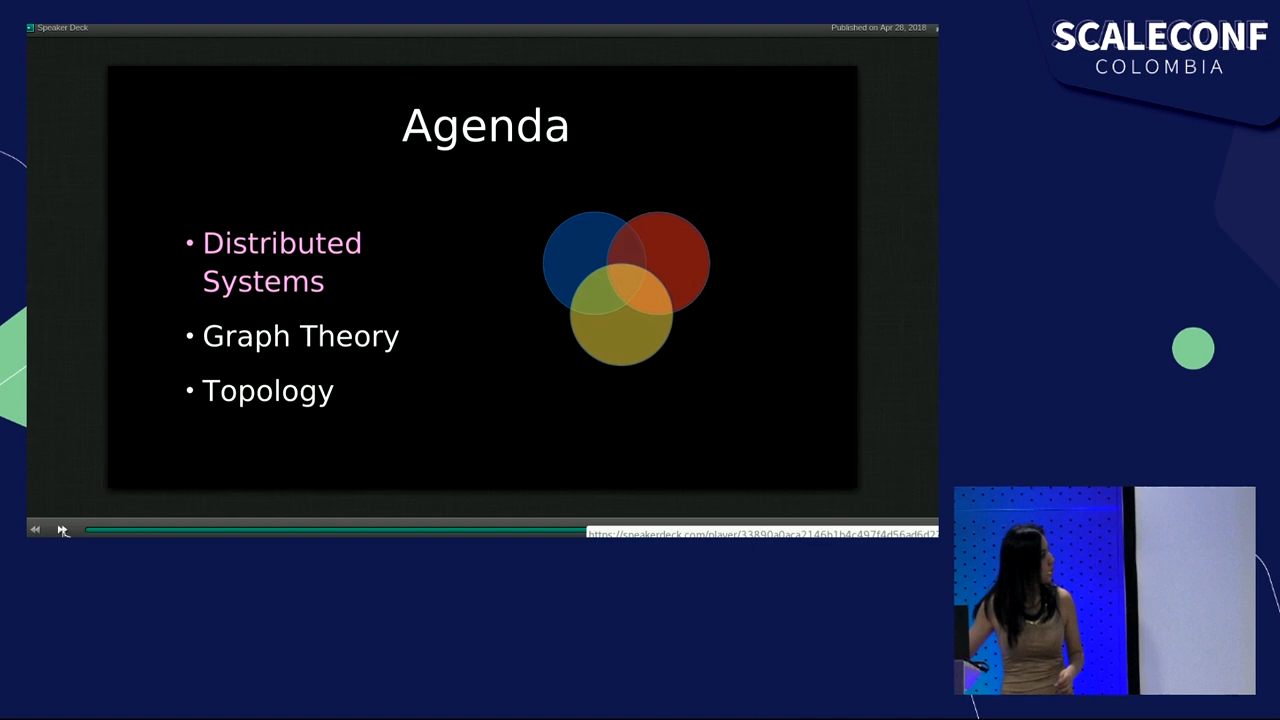 Speaker Deck
Published on Apr 28, 2018
SCALECONF
COLOMBIA
Agenda
• Distributed
Systems
• Graph Theory
• Topology